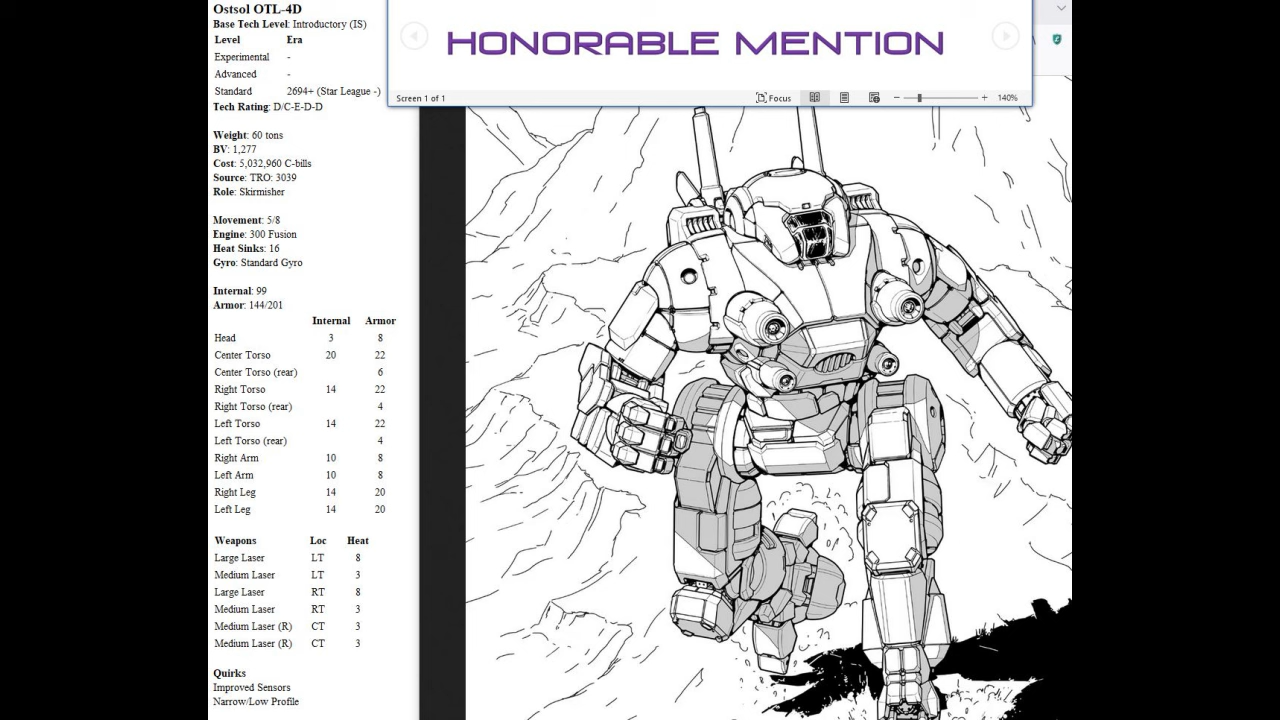 Ostsol OTL-4D
Base Tech Level: Introductory (IS)
Level Era
Experimental -
Advanced -
Standard 2694+ (Star League -)
Tech Rating: D/C-E-D-D
Weight: 60 tons
BV: 1,277
Cost: 5,032,960 C-bills
Source: TRO: 3039
Role: Skirmisher
Movement: 5/8
Engine: 300 Fusion
Heat Sinks: 16
Gyro: Standard Gyro
Internal: 99
Armor: 144/201
Internal Armor
Head 3 8
Center Torso 20 22
Center Torso (rear) 6
Right Torso 14 22
Right Torso (rear) 4
Left Torso 14 22
Left Torso (rear) 4
Right Arm 10 8
Left Arm 10 8
Right Leg 14 20
Left Leg 14 20
Weapons Loc Heat
Large Laser LT 8
Medium Laser LT 3
Large Laser RT 8
Medium Laser RT 3
Medium Laser (R) CT 3
Medium Laser (R) CT 3
Quirks
Improved Sensors
Narrow/Low Profile
HONORABLE MENTION
Screen 1 of 1 Focus 140%